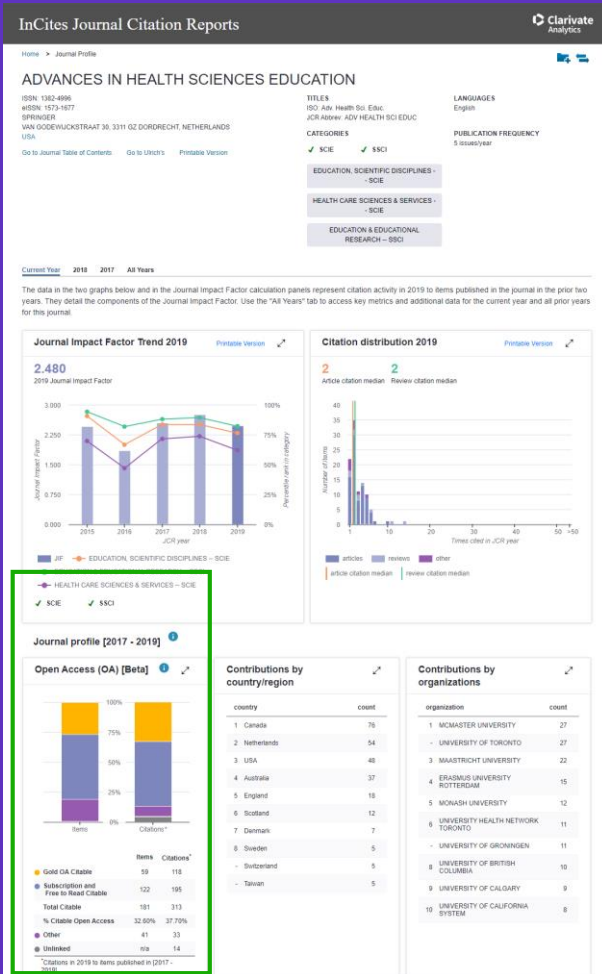 InCites Journal Citation Reports
Clarivate
Analytics
Home > Journal Profile
ADVANCES IN HEALTH SCIENCES EDUCATION
ISSN: 1382-4996
eISSN: 1573-1677
SPRINGER
VAN GODEWIJCKSTRAAT 30, 3311 GZ DORDRECHT, NETHERLANDS
USA
Go to Journal Table of Contents Go to Ulrich's Printable Version
TITLES
ISO: Adv. Health Sci. Educ.
JCR Abbrev: ADV HEALTH SCI EDUC
CATEGORIES
SCIE SSCI
EDUCATION, SCIENTIFIC DISCIPLINES -
- SCIE
HEALTH CARE SCIENCES & SERVICES -
- SCIE
EDUCATION & EDUCATIONAL
RESEARCH -- SSCI
LANGUAGES
English
PUBLICATION FREQUENCY
5 issues/year
Current Year 2018 2017 All Years
The data in the two graphs below and in the Journal Impact Factor calculation panels represent citation activity in 2019 to items published in the journal in the prior two
years. They detail the components of the Journal Impact Factor. Use the "All Years" tab to access key metrics and additional data for the current year and all prior years
for this journal.
Journal Impact Factor Trend 2019 Printable Version
2.480
2019 Journal Impact Factor
3.000
2.250
1.500
0.750
0.000
Journal Impact Factor
100%
75%
50%
25%
0%
Percentile rank in category
2015 2016 2017 2018 2019
JCR year
JIF EDUCATION, SCIENTIFIC DISCIPLINES -- SCIE
HEALTH CARE SCIENCES & SERVICES -- SCIE
SCIE SSCI
Citation distribution 2019 Printable Version
2 2
Article citation median Review citation median
40
35
30
25
20
15
10
5
0
Number of items
1 10 20 30 40 50 >50
Times cited in JCR year
articles reviews other
article citation median review citation median
Journal profile [2017 - 2019]
Open Access (OA) [Beta]
100%
75%
50%
25%
0%
Items Citations*
Items Citations*
Gold OA Citable 59 118
Subscription and
Free to Read Citable 122 195
Total Citable 181 313
% Citable Open Access 32.60% 37.70%
Other 41 33
Unlinked n/a 14
*Citations in 2019 to items published in [2017 -
2019]
Contributions by
country/region
country count
1 Canada 76
2 Netherlands 54
3 USA 48
4 Australia 37
5 England 18
6 Scotland 12
7 Denmark 7
8 Sweden 5
- Switzerland 5
- Taiwan 5
Contributions by
organizations
organization count
1 MCMASTER UNIVERSITY 27
- UNIVERSITY OF TORONTO 27
3 MAASTRICHT UNIVERSITY 22
4 ERASMUS UNIVERSITY
ROTTERDAM 15
5 MONASH UNIVERSITY 12
6 UNIVERSITY HEALTH NETWORK
TORONTO 11
- UNIVERSITY OF GRONINGEN 11
8 UNIVERSITY OF BRITISH
COLUMBIA 10
9 UNIVERSITY OF CALGARY 9
10 UNIVERSITY OF CALIFORNIA
SYSTEM 8